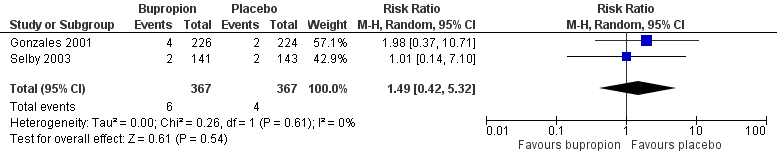 Bupropion Placebo Risk Ratio Risk Ratio
Study or Subgroup Events Total Events Total Weight M-H, Random, 95% CI M-H, Random, 95% CI
Gonzales 2001 4 226 2 224 57.1% 1.98 [0.37, 10.71]
Selby 2003 2 141 2 143 42.9% 1.01 [0.14, 7.10]
Total (95% CI) 367 367 100.0% 1.49 [0.42, 5.32]
Total events 6 4
Heterogeneity: Tau² = 0.00; Chi² = 0.26, df = 1 (P = 0.61); I² = 0%
Test for overall effect: Z = 0.61 (P = 0.54)
0.01 0.1 1 10 100
Favours bupropion Favours placebo